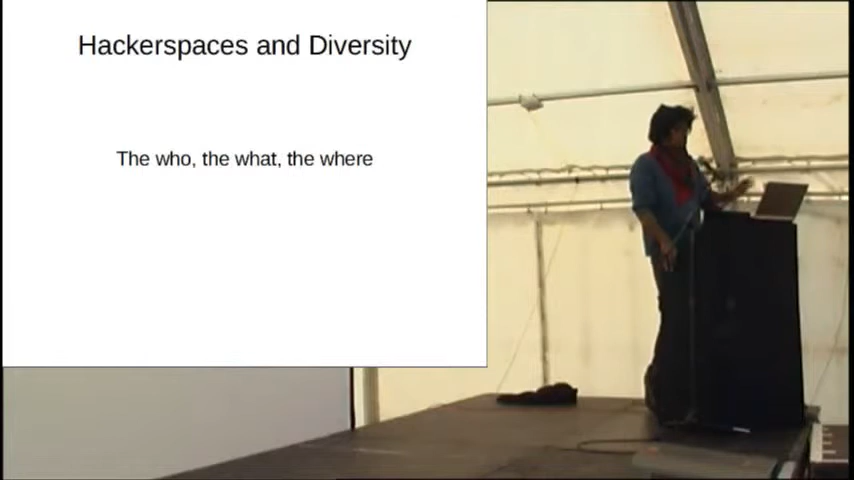 Hackerspaces and Diversity
The who, the what, the where